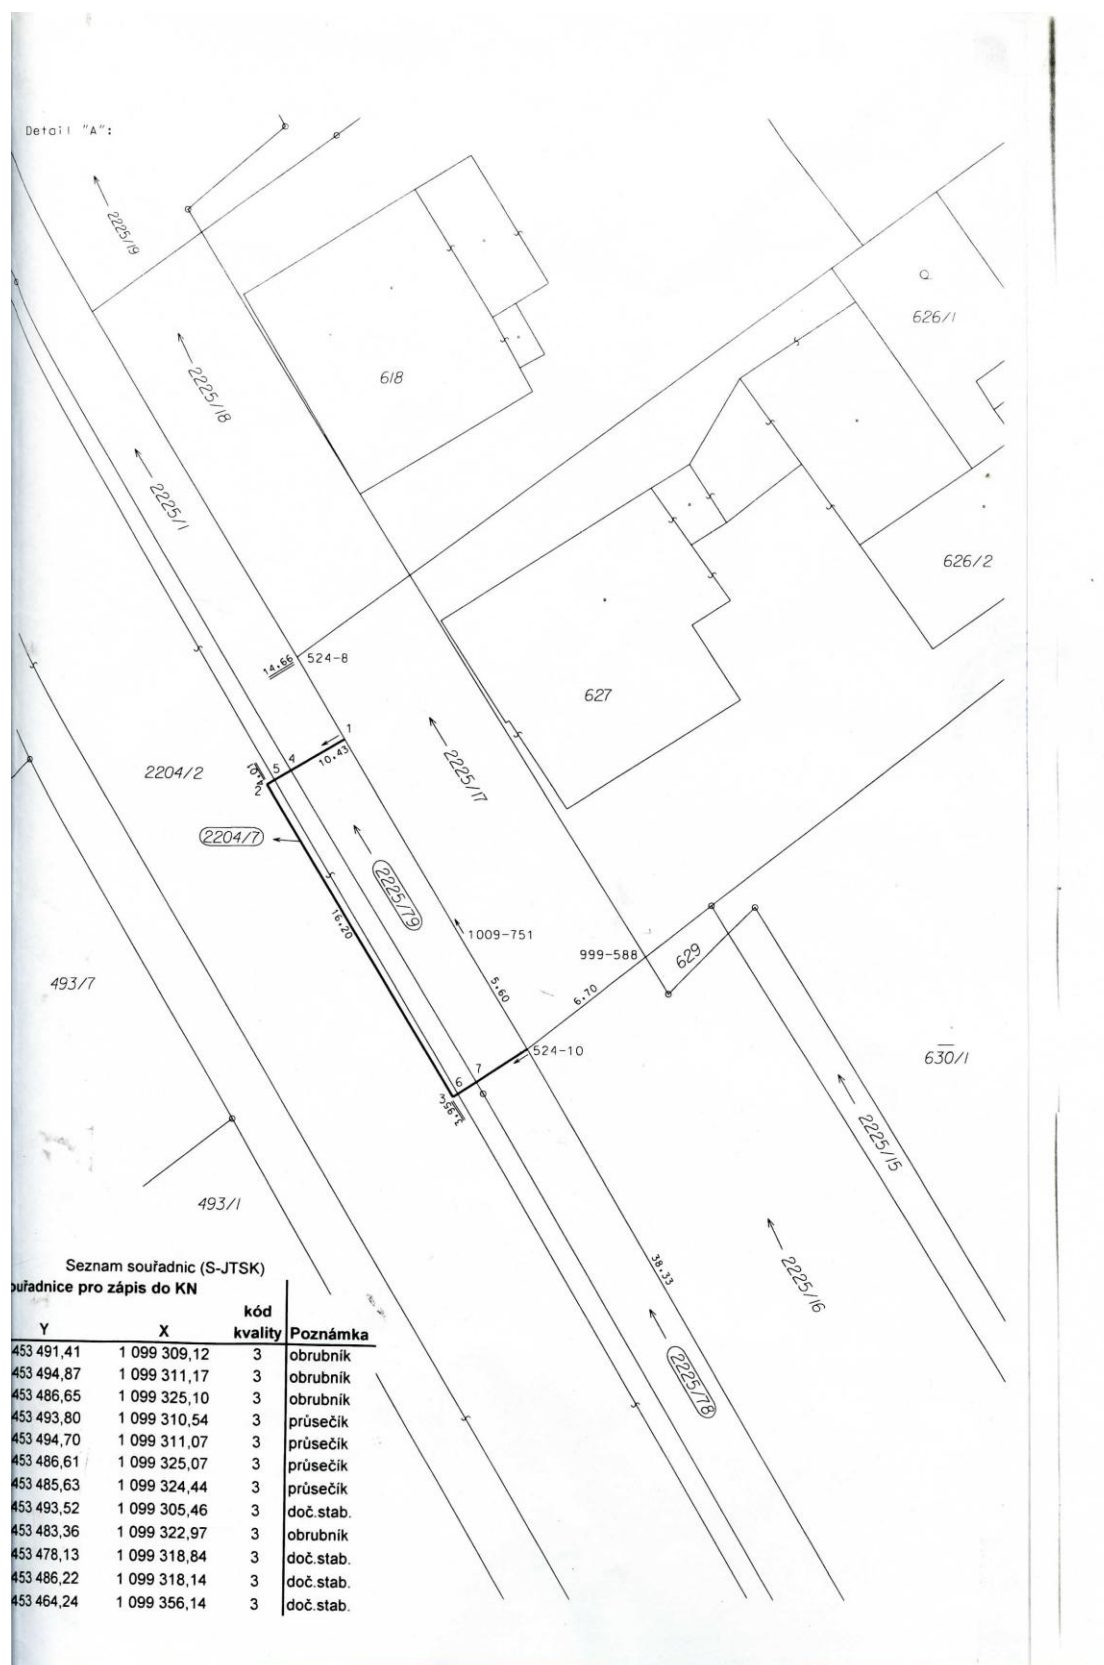 Detail "A":
2225/19
2225/18
618
626/1
2225/1
626/2
14.66
524-8
627
1
10.43
4
5
4.01
2
2204/2
2225/17
2204/7
2225/79
16.20
1009-751
999-588
629
493/7
5.60
6.70
524-10
630/1
7
6
3
3.95
2225/15
493/1
38.33
2225/16
2225/78
Seznam souřadnic (S-JTSK)
ouřadnice pro zápis do KN
kód
Y X kvality Poznámka
453 491,41 1 099 309,12 3 obrubník
453 494,87 1 099 311,17 3 obrubník
453 486,65 1 099 325,10 3 obrubník
453 493,80 1 099 310,54 3 průsečík
453 494,70 1 099 311,07 3 průsečík
453 486,61 1 099 325,07 3 průsečík
453 485,63 1 099 324,44 3 průsečík
453 493,52 1 099 305,46 3 doč.stab.
453 483,36 1 099 322,97 3 obrubník
453 478,13 1 099 318,84 3 doč.stab.
453 486,22 1 099 318,14 3 doč.stab.
453 464,24 1 099 356,14 3 doč.stab.